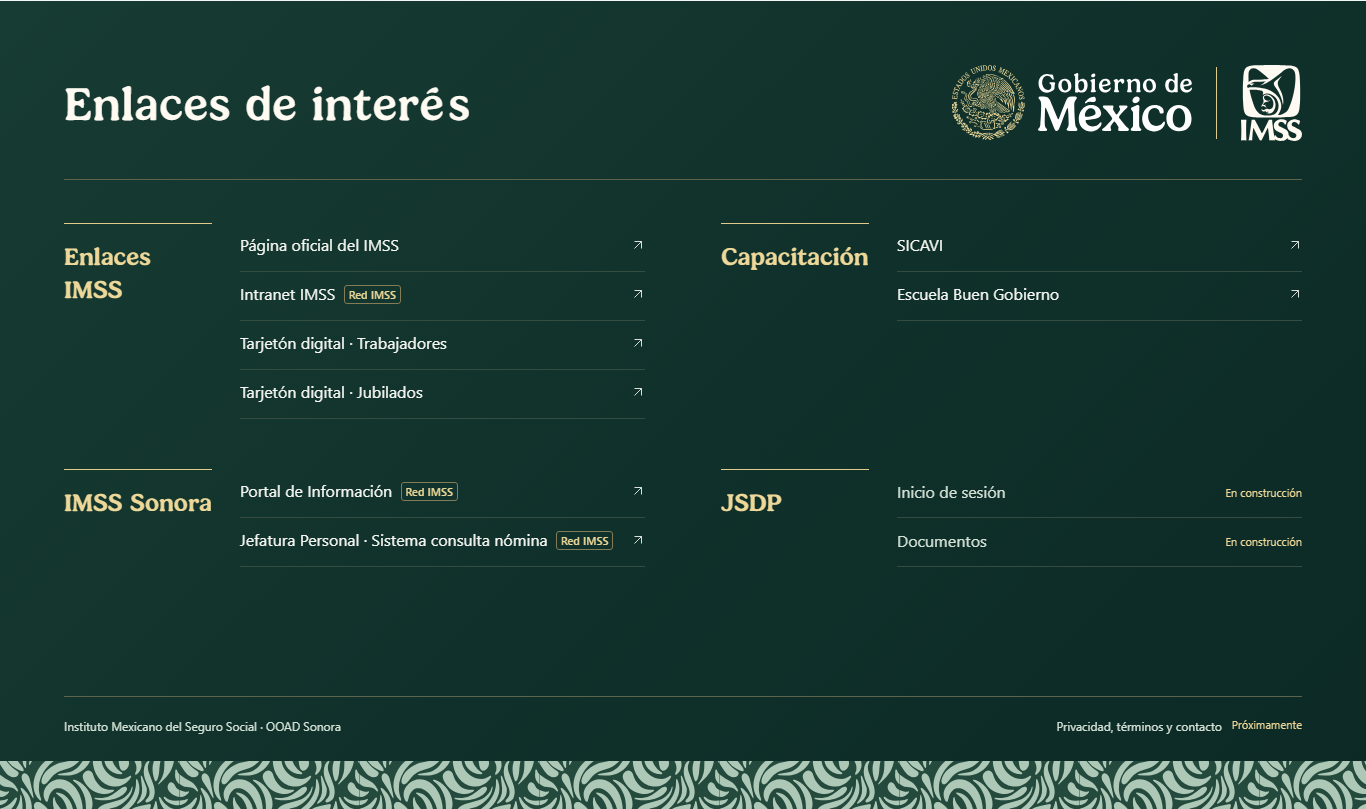 Enlaces de interés
ESTADOS UNIDOS MEXICANOS
Gobierno de
México
IMSS
Enlaces
IMSS
Página oficial del IMSS
Intranet IMSS Red IMSS
Tarjetón digital · Trabajadores
Tarjetón digital · Jubilados
Capacitación
SICAVI
Escuela Buen Gobierno
IMSS Sonora
Portal de Información Red IMSS
Jefatura Personal · Sistema consulta nómina Red IMSS
JSDP
Inicio de sesión En construcción
Documentos En construcción
Instituto Mexicano del Seguro Social · OOAD Sonora
Privacidad, términos y contacto Próximamente